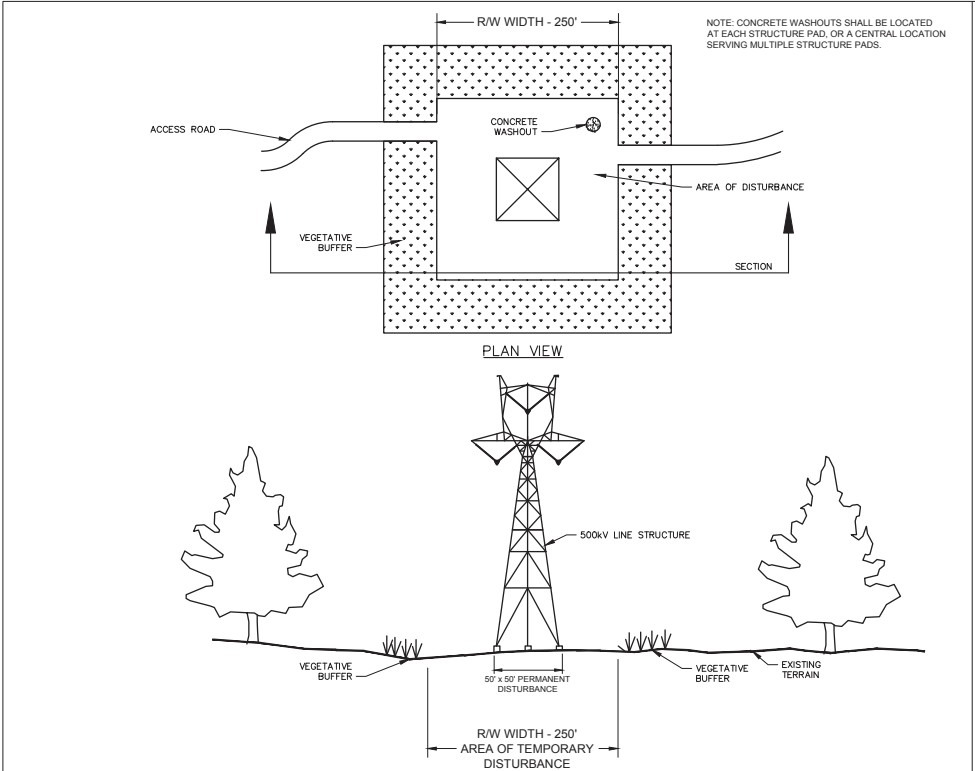 R/W WIDTH - 250'
NOTE: CONCRETE WASHOUTS SHALL BE LOCATED
AT EACH STRUCTURE PAD, OR A CENTRAL LOCATION
SERVING MULTIPLE STRUCTURE PADS.
ACCESS ROAD
CONCRETE
WASHOUT
AREA OF DISTURBANCE
VEGETATIVE
BUFFER
SECTION
PLAN VIEW
500kV LINE STRUCTURE
VEGETATIVE
BUFFER
50' x 50' PERMANENT
DISTURBANCE
VEGETATIVE
BUFFER
EXISTING
TERRAIN
R/W WIDTH - 250'
AREA OF TEMPORARY
DISTURBANCE